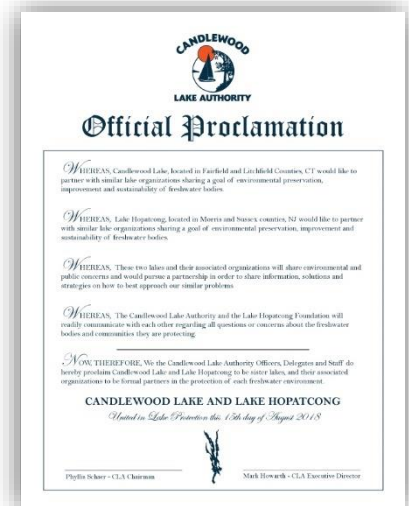 CANDLEWOOD
LAKE AUTHORITY
Official Proclamation
WHEREAS, Candlewood Lake, located in Fairfield and Litchfield Counties, CT would like to
partner with similar lake organizations sharing a goal of environmental preservation,
improvement and sustainability of freshwater bodies.
WHEREAS, Lake Hopatcong, located in Morris and Sussex counties, NJ would like to partner
with similar lake organizations sharing a goal of environmental preservation, improvement and
sustainability of freshwater bodies.
WHEREAS, These two lakes and their associated organizations will share environmental and
public concerns and would pursue a partnership in order to share information, solutions and
strategies on how to best approach our similar problems.
WHEREAS, The Candlewood Lake Authority and the Lake Hopatcong Foundation will
readily communicate with each other regarding all questions or concerns about the freshwater
bodies and communities they are protecting.
NOW, THEREFORE, We the Candlewood Lake Authority Officers, Delegates and Staff do
hereby proclaim Candlewood Lake and Lake Hopatcong to be sister lakes, and their associated
organizations to be formal partners in the protection of each freshwater environment.
CANDLEWOOD LAKE AND LAKE HOPATCONG
United in Lake Protection this 15th day of August 2018
Phyllis Schaer - CLA Chairman
Mark Howarth - CLA Executive Director